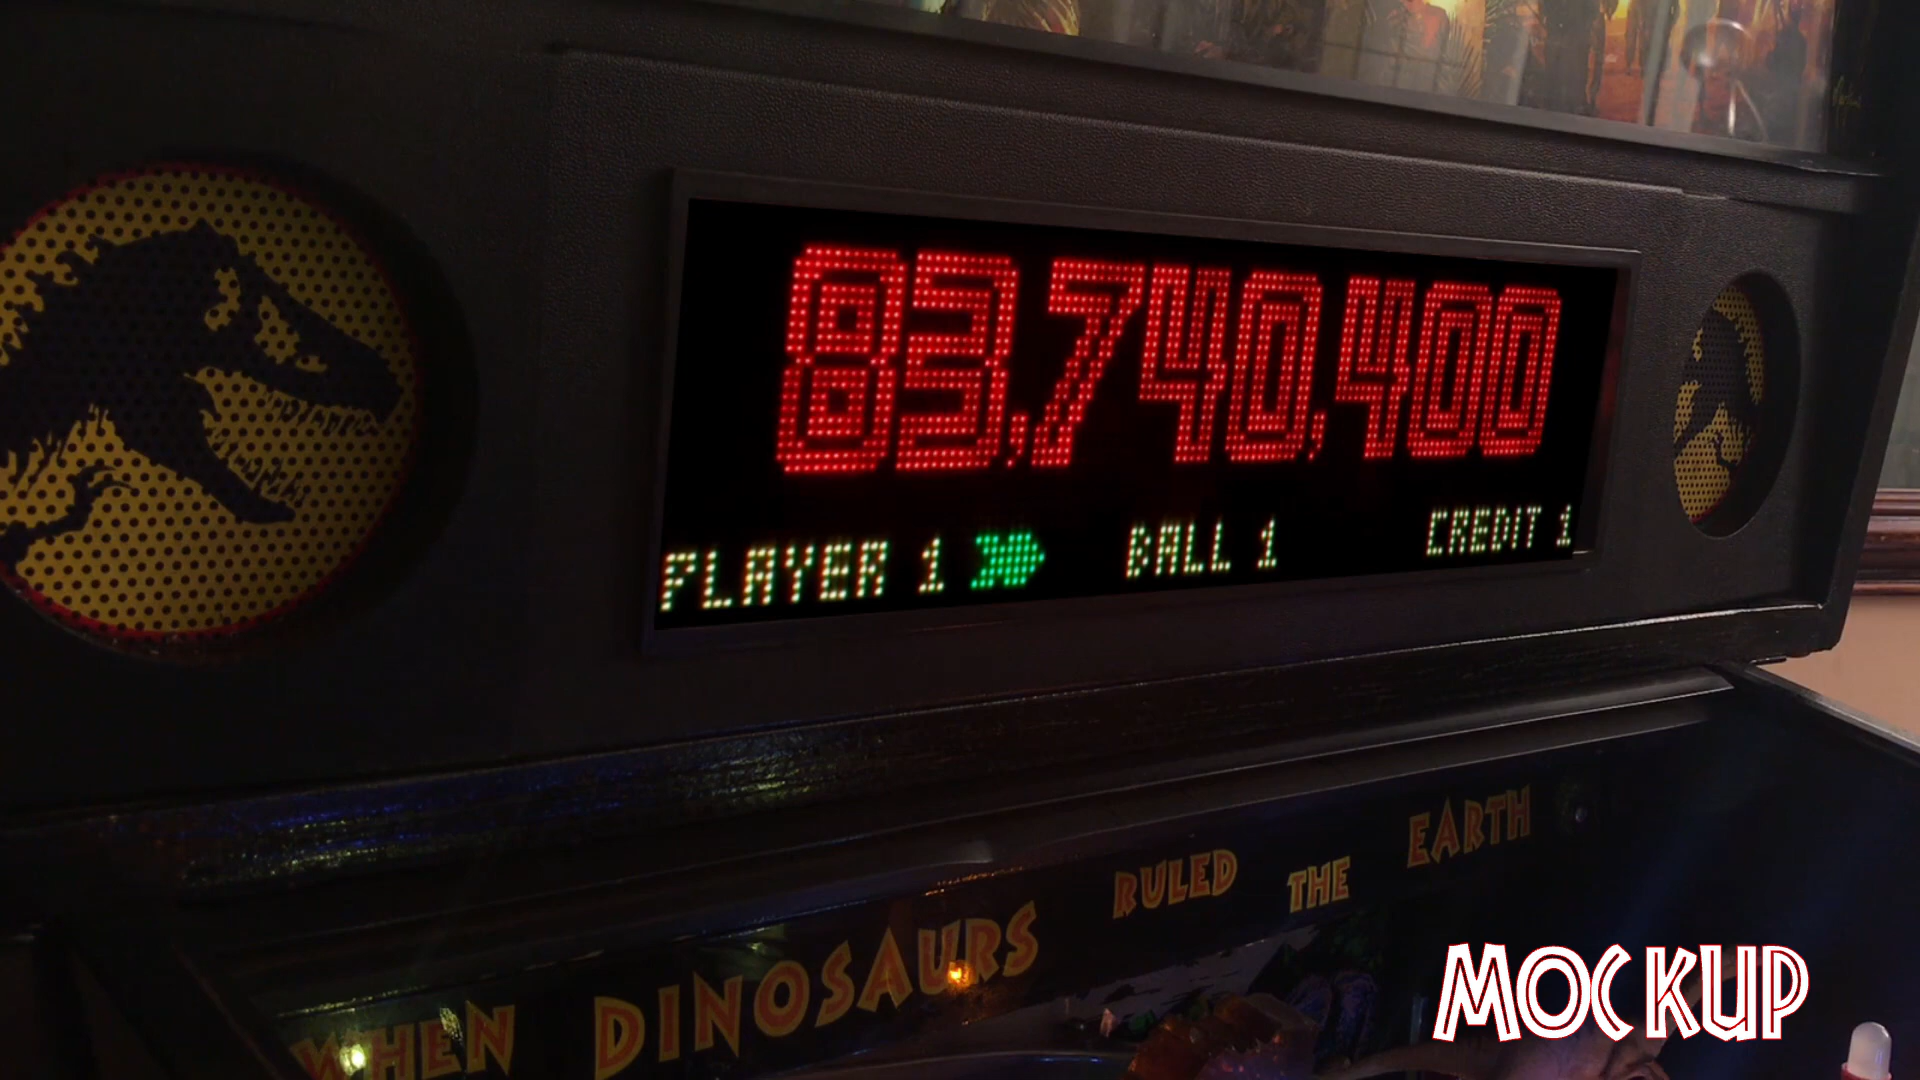 83,740,400
PLAYER 1 BALL 1 CREDIT 1
WHEN DINOSAURS RULED THE EARTH
MOCKUP